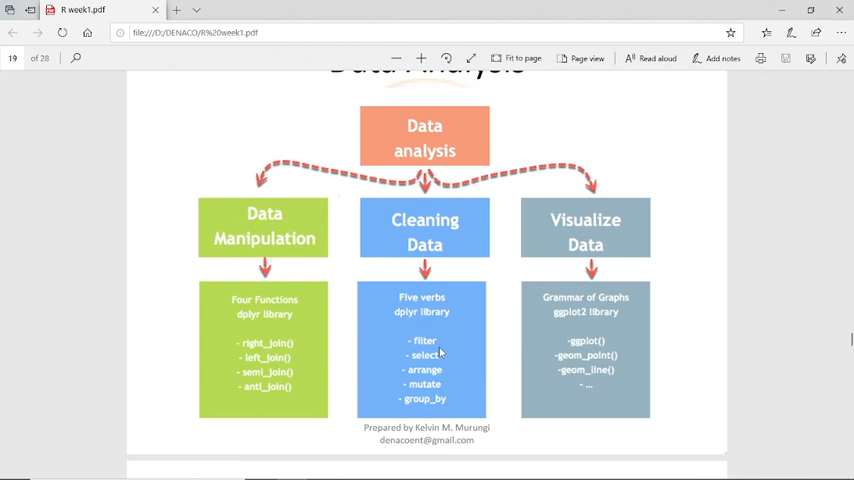 R week1.pdf
file:///D:/DENACO/R%20week1.pdf
19 of 28
Fit to page
Page view
Read aloud
Add notes
Data Analysis
Data
analysis
Data
Manipulation
Cleaning
Data
Visualize
Data
Four Functions
dplyr library
- right_join()
- left_join()
- semi_join()
- anti_join()
Five verbs
dplyr library
- filter
- select
- arrange
- mutate
- group_by
Grammar of Graphs
ggplot2 library
-ggplot()
-geom_point()
-geom_line()
- ...
Prepared by Kelvin M. Murungi
denacoent@gmail.com